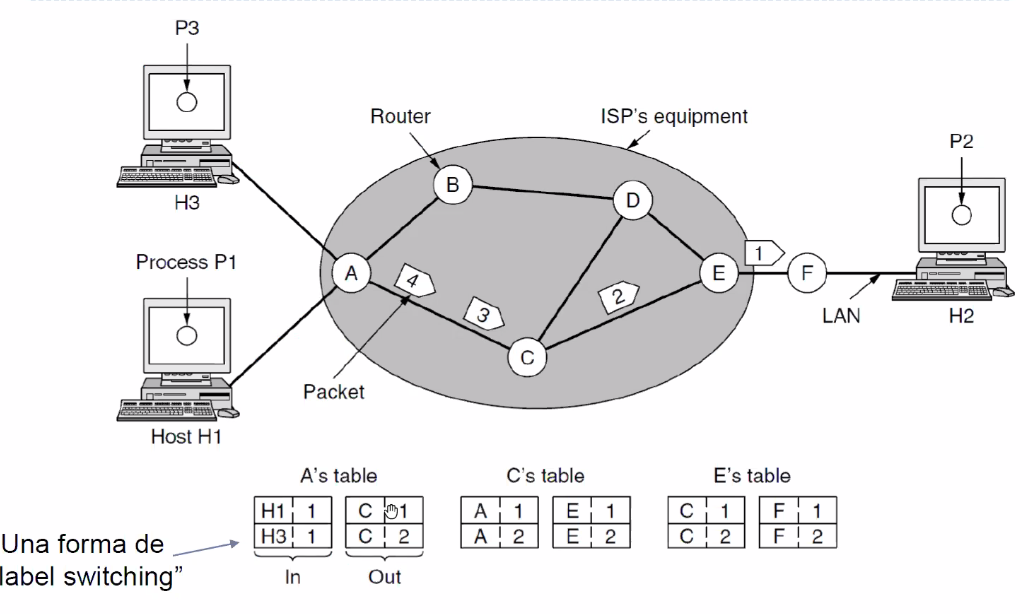 P3
Router
ISP's equipment
P2
B
D
H3
Process P1
A
4
3
2
E
1
F
C
LAN
H2
Packet
Host H1
A's table
C's table
E's table
H1 1 C 1 A 1 E 1 C 1 F 1
H3 1 C 2 A 2 E 2 C 2 F 2
In Out
Una forma de
label switching”